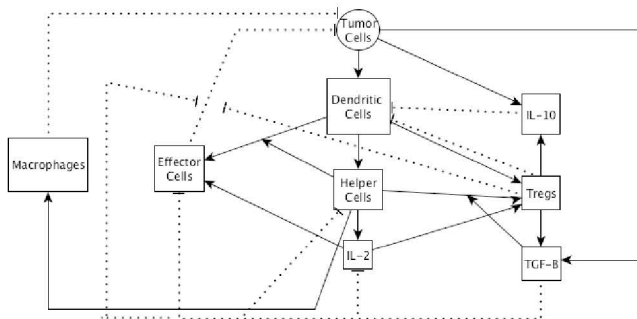 Tumor
Cells
Dendritic
Cells
IL-10
Macrophages
Effector
Cells
Helper
Cells
Tregs
IL-2
TGF-B